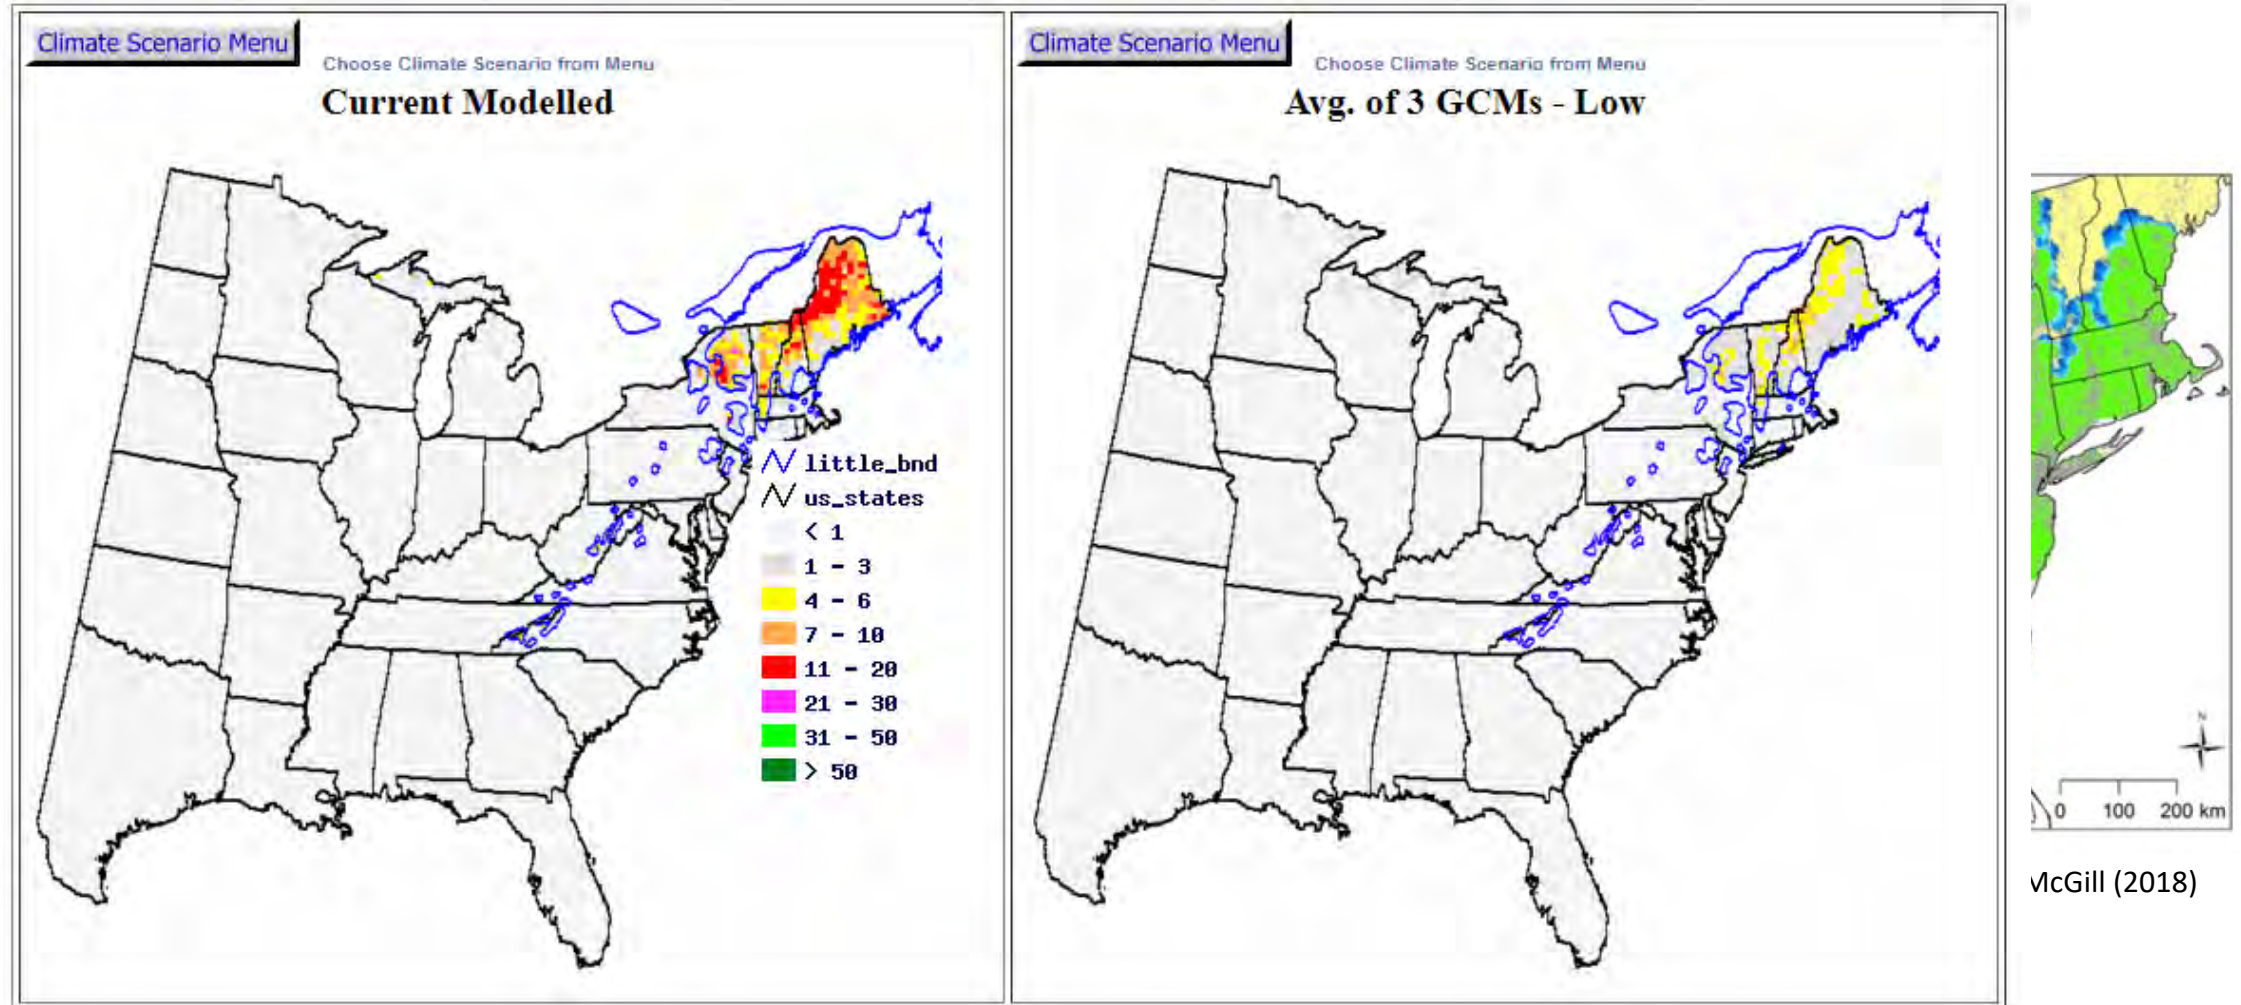 Climate Scenario Menu
Choose Climate Scenario from Menu
Current Modelled
little_bnd
us_states
< 1
1 - 3
4 - 6
7 - 10
11 - 20
21 - 30
31 - 50
> 50
Climate Scenario Menu
Choose Climate Scenario from Menu
Avg. of 3 GCMs - Low
N
0 100 200 km
McGill (2018)